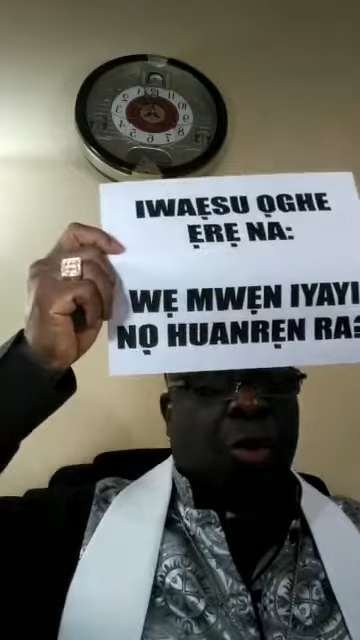 IWAẸSU ỌGHE
ẸRẸ NA:
WẸ MWẸN IYAYI
NỌ HUANRẸN RA?